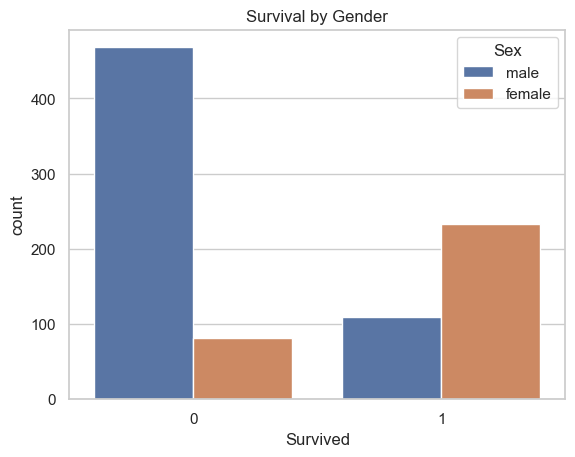 Survival by Gender
Sex
male
female
400
300
200
100
0
count
0 1
Survived